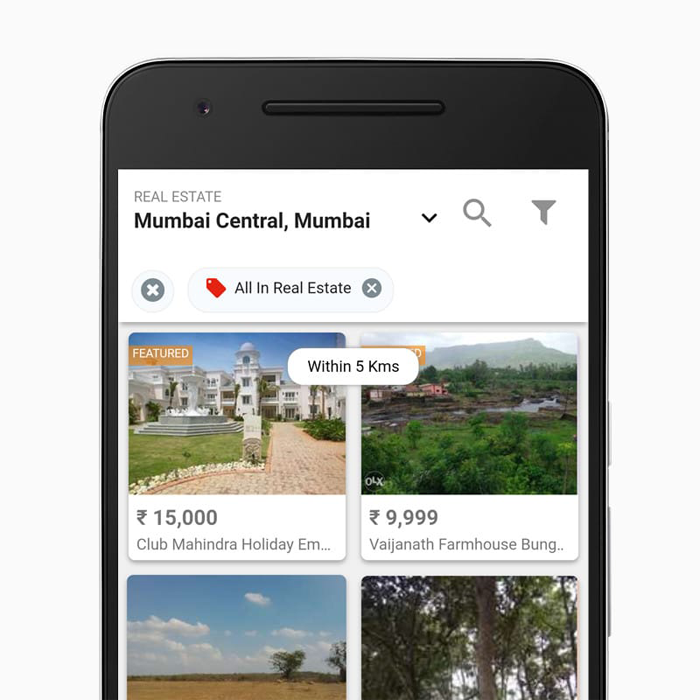 REAL ESTATE
Mumbai Central, Mumbai
All In Real Estate
FEATURED
Within 5 Kms
olx
₹ 15,000
₹ 9,999
Club Mahindra Holiday Em...
Vaijanath Farmhouse Bung..